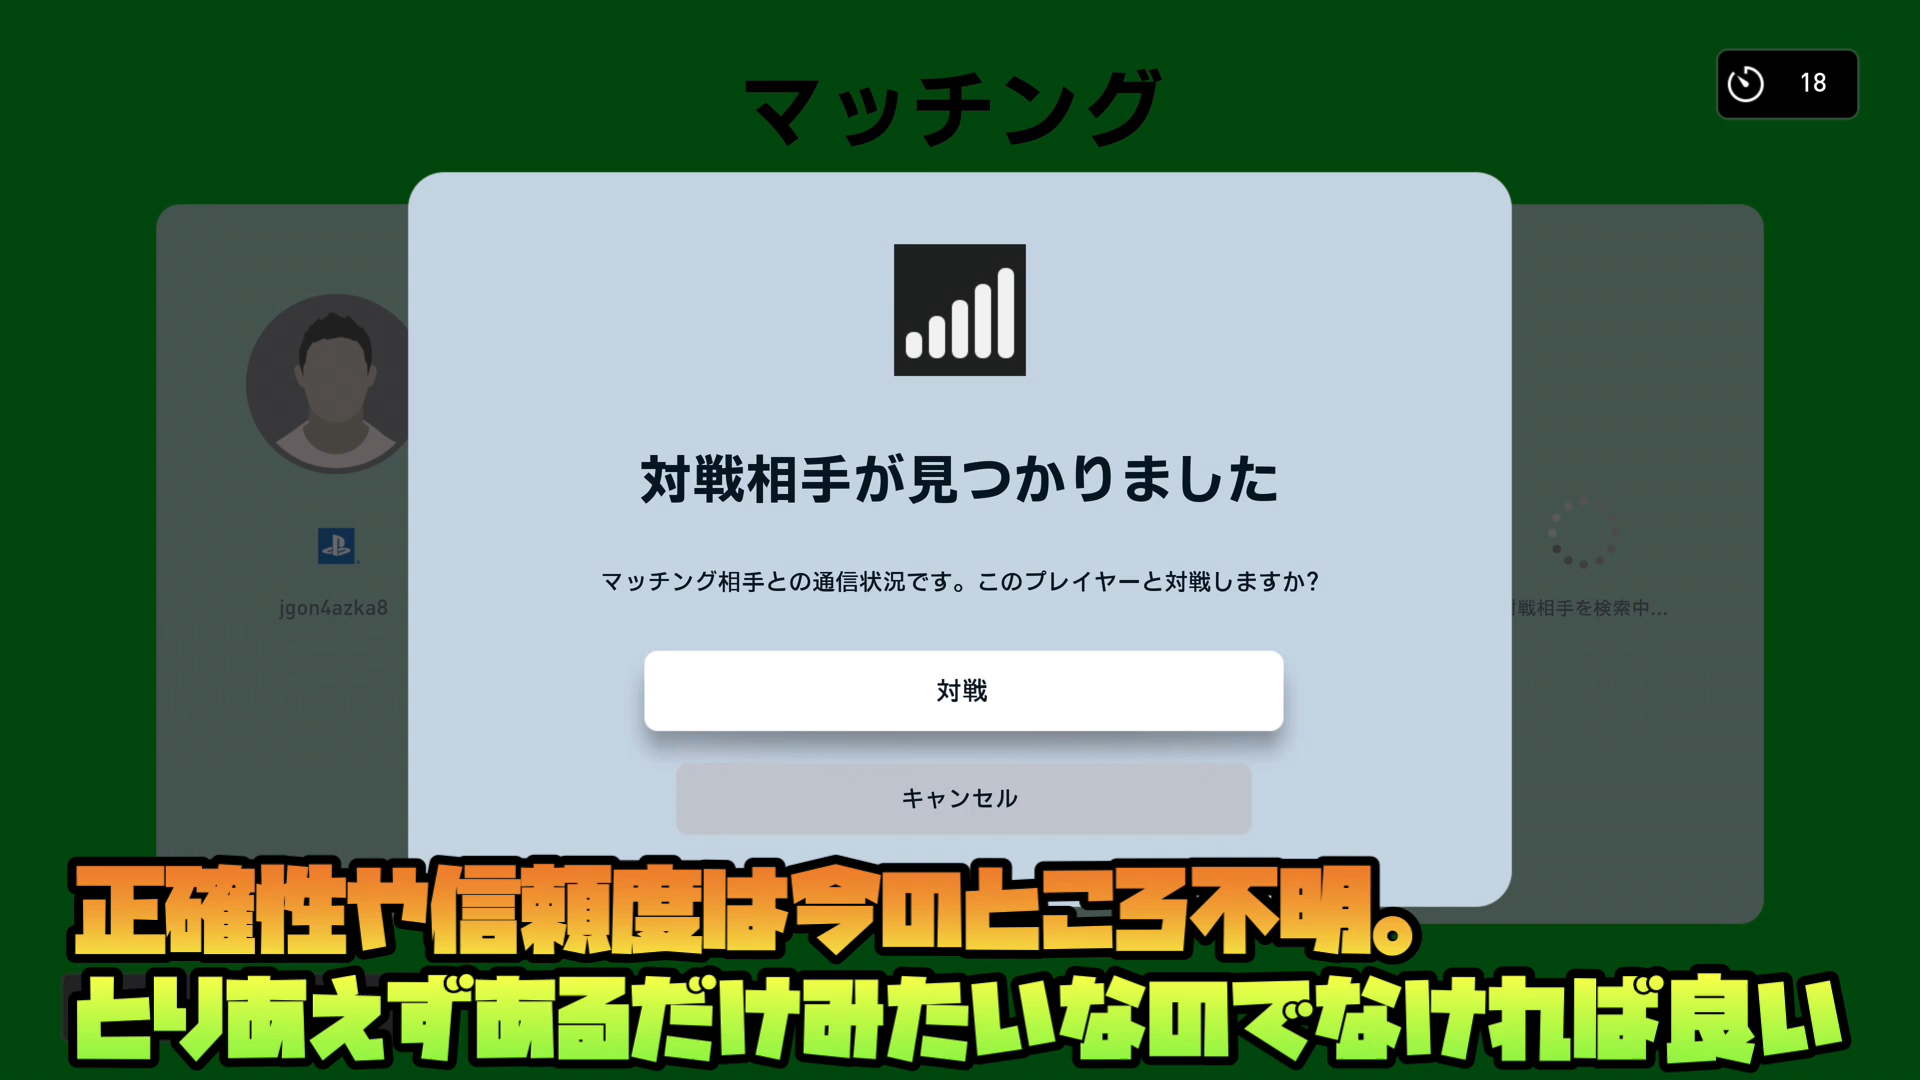 マッチング
18
対戦相手が見つかりました
マッチング相手との通信状況です。このプレイヤーと対戦しますか?
jgon4azka8
対戦相手を検索中...
対戦
キャンセル
正確性や信頼度は今のところ不明。
とりあえずあるだけみたいなのでなければ良い